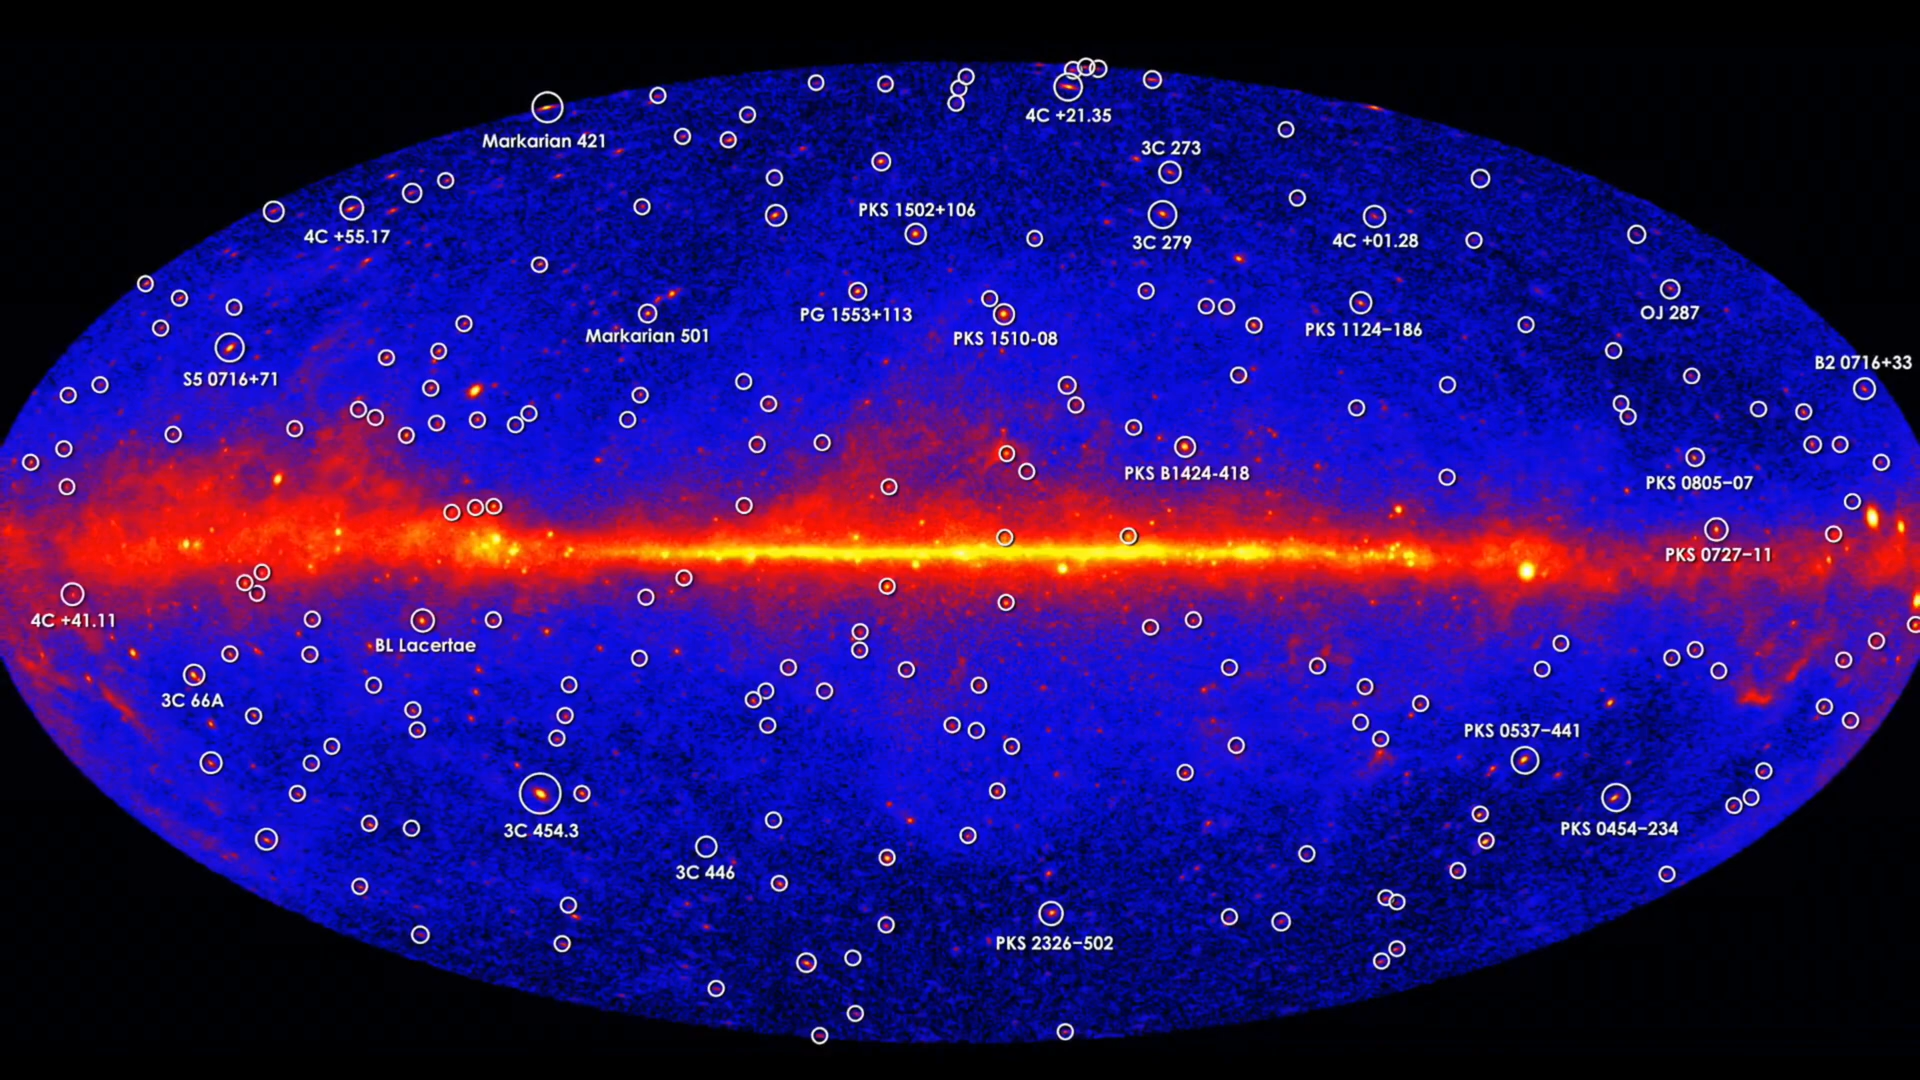 4C +21.35
Markarian 421
3C 273
PKS 1502+106
4C +55.17
3C 279
4C +01.28
OJ 287
PG 1553+113
PKS 1124−186
Markarian 501
PKS 1510-08
B2 0716+33
S5 0716+71
PKS B1424-418
PKS 0805−07
PKS 0727−11
4C +41.11
BL Lacertae
3C 66A
PKS 0537−441
3C 454.3
PKS 0454−234
3C 446
PKS 2326−502